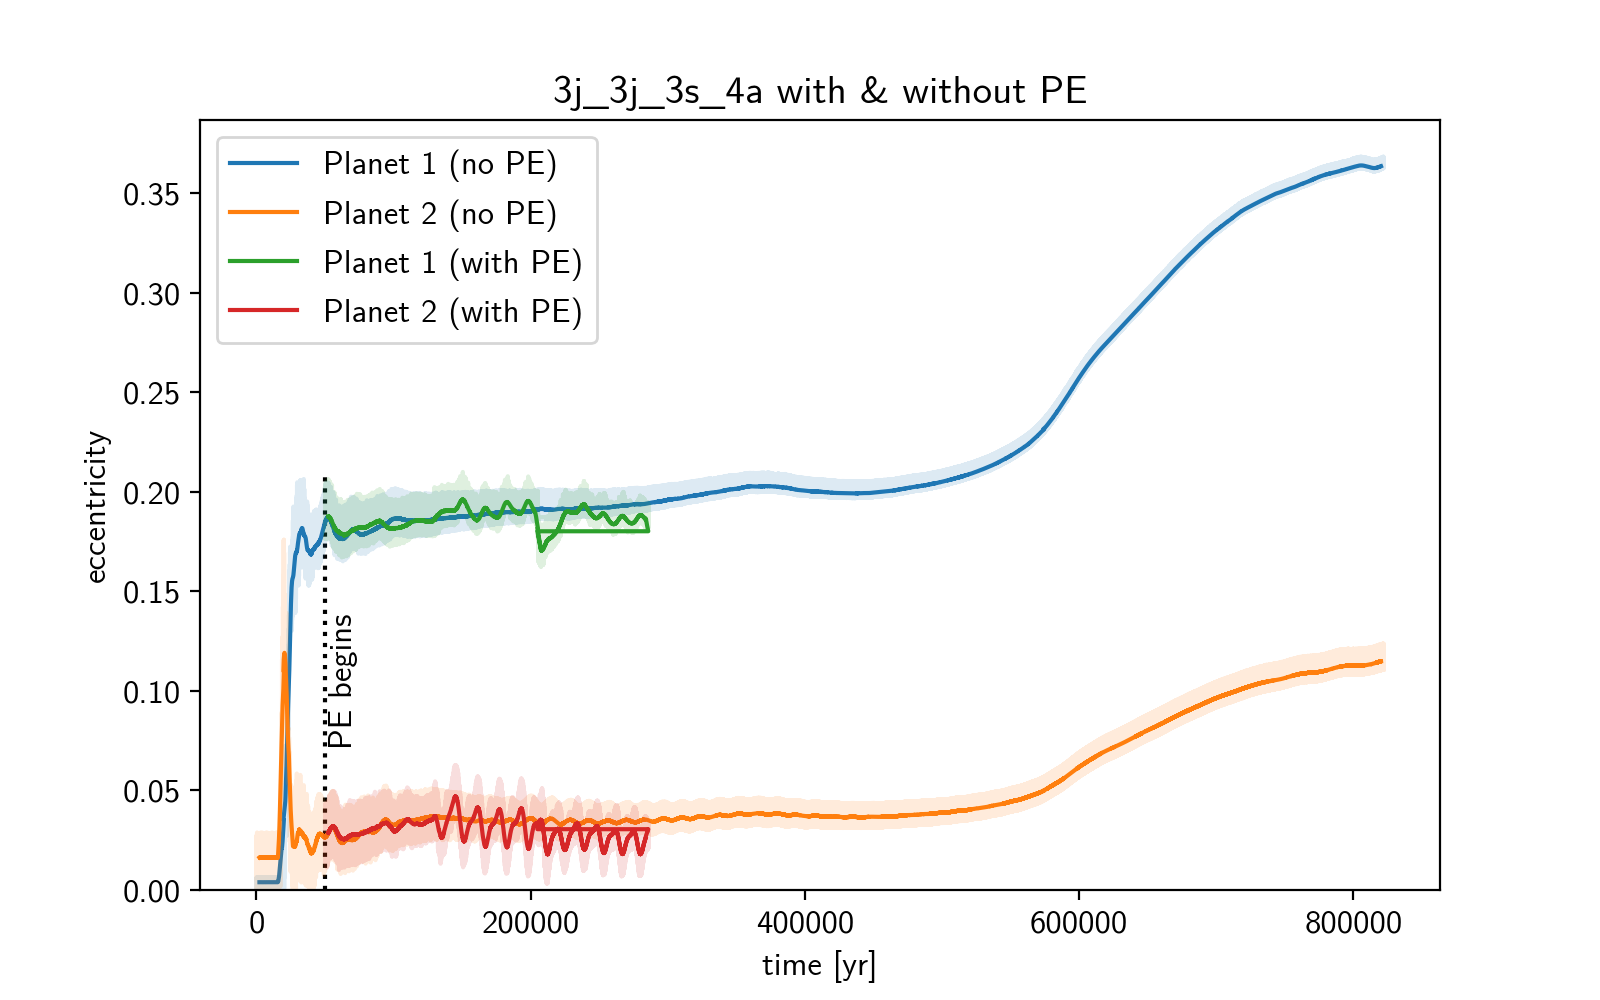 3j_3j_3s_4a with & without PE
Planet 1 (no PE)
Planet 2 (no PE)
Planet 1 (with PE)
Planet 2 (with PE)
0.35
0.30
0.25
0.20
0.15
0.10
0.05
0.00
eccentricity
PE begins
0
200000
400000
600000
800000
time [yr]